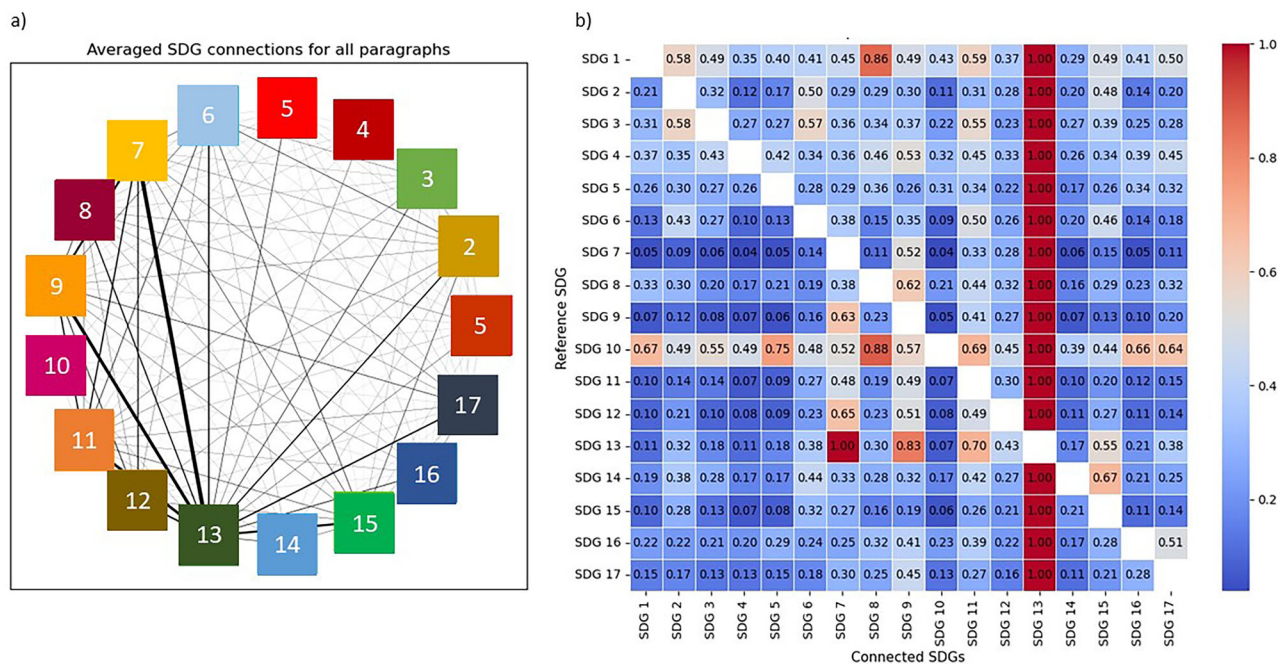 a)
Averaged SDG connections for all paragraphs
6
5
4
7
3
8
2
9
5
10
17
11
16
12
15
13
14
b)
SDG 1 0.58 0.49 0.35 0.40 0.41 0.45 0.86 0.49 0.43 0.59 0.37 1.00 0.29 0.49 0.41 0.50
SDG 2 0.21 0.32 0.12 0.17 0.50 0.29 0.29 0.30 0.11 0.31 0.28 1.00 0.20 0.48 0.14 0.20
SDG 3 0.31 0.58 0.27 0.27 0.57 0.36 0.34 0.37 0.22 0.55 0.23 1.00 0.27 0.39 0.25 0.28
SDG 4 0.37 0.35 0.43 0.42 0.34 0.36 0.46 0.53 0.32 0.45 0.33 1.00 0.26 0.34 0.39 0.45
SDG 5 0.26 0.30 0.27 0.26 0.28 0.29 0.36 0.26 0.31 0.34 0.22 1.00 0.17 0.26 0.34 0.32
SDG 6 0.13 0.43 0.27 0.10 0.13 0.38 0.15 0.35 0.09 0.50 0.26 1.00 0.20 0.46 0.14 0.18
SDG 7 0.05 0.09 0.06 0.04 0.05 0.14 0.11 0.52 0.04 0.33 0.28 1.00 0.06 0.15 0.05 0.11
SDG 8 0.33 0.30 0.20 0.17 0.21 0.19 0.38 0.62 0.21 0.44 0.32 1.00 0.16 0.29 0.23 0.32
SDG 9 0.07 0.12 0.08 0.07 0.06 0.16 0.63 0.23 0.05 0.41 0.27 1.00 0.07 0.13 0.10 0.20
SDG 10 0.67 0.49 0.55 0.49 0.75 0.48 0.52 0.88 0.57 0.69 0.45 1.00 0.39 0.44 0.66 0.64
SDG 11 0.10 0.14 0.14 0.07 0.09 0.27 0.48 0.19 0.49 0.07 0.30 1.00 0.10 0.20 0.12 0.15
SDG 12 0.10 0.21 0.10 0.08 0.09 0.23 0.65 0.23 0.51 0.08 0.49 1.00 0.11 0.27 0.11 0.14
SDG 13 0.11 0.32 0.18 0.11 0.18 0.38 1.00 0.30 0.83 0.07 0.70 0.43 0.17 0.55 0.21 0.38
SDG 14 0.19 0.38 0.28 0.17 0.17 0.44 0.33 0.28 0.32 0.17 0.42 0.27 1.00 0.67 0.21 0.25
SDG 15 0.10 0.28 0.13 0.07 0.08 0.32 0.27 0.16 0.19 0.06 0.26 0.21 1.00 0.21 0.11 0.14
SDG 16 0.22 0.22 0.21 0.20 0.29 0.24 0.25 0.29 0.41 0.23 0.39 0.22 1.00 0.17 0.28 0.51
SDG 17 0.15 0.17 0.13 0.13 0.15 0.18 0.30 0.25 0.45 0.13 0.27 0.16 1.00 0.11 0.21 0.28
Reference SDG
SDG 1 SDG 2 SDG 3 SDG 4 SDG 5 SDG 6 SDG 7 SDG 8 SDG 9 SDG 10 SDG 11 SDG 12 SDG 13 SDG 14 SDG 15 SDG 16 SDG 17
Connected SDGs
1.0
0.8
0.6
0.4
0.2